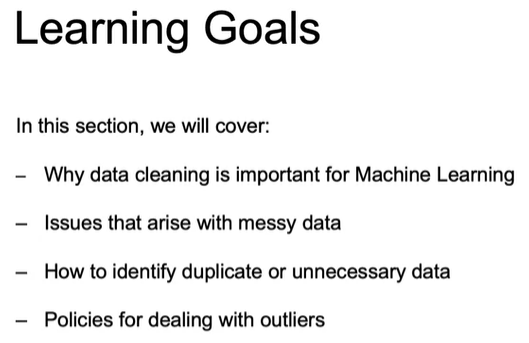 Learning Goals
In this section, we will cover:
– Why data cleaning is important for Machine Learning
– Issues that arise with messy data
– How to identify duplicate or unnecessary data
– Policies for dealing with outliers